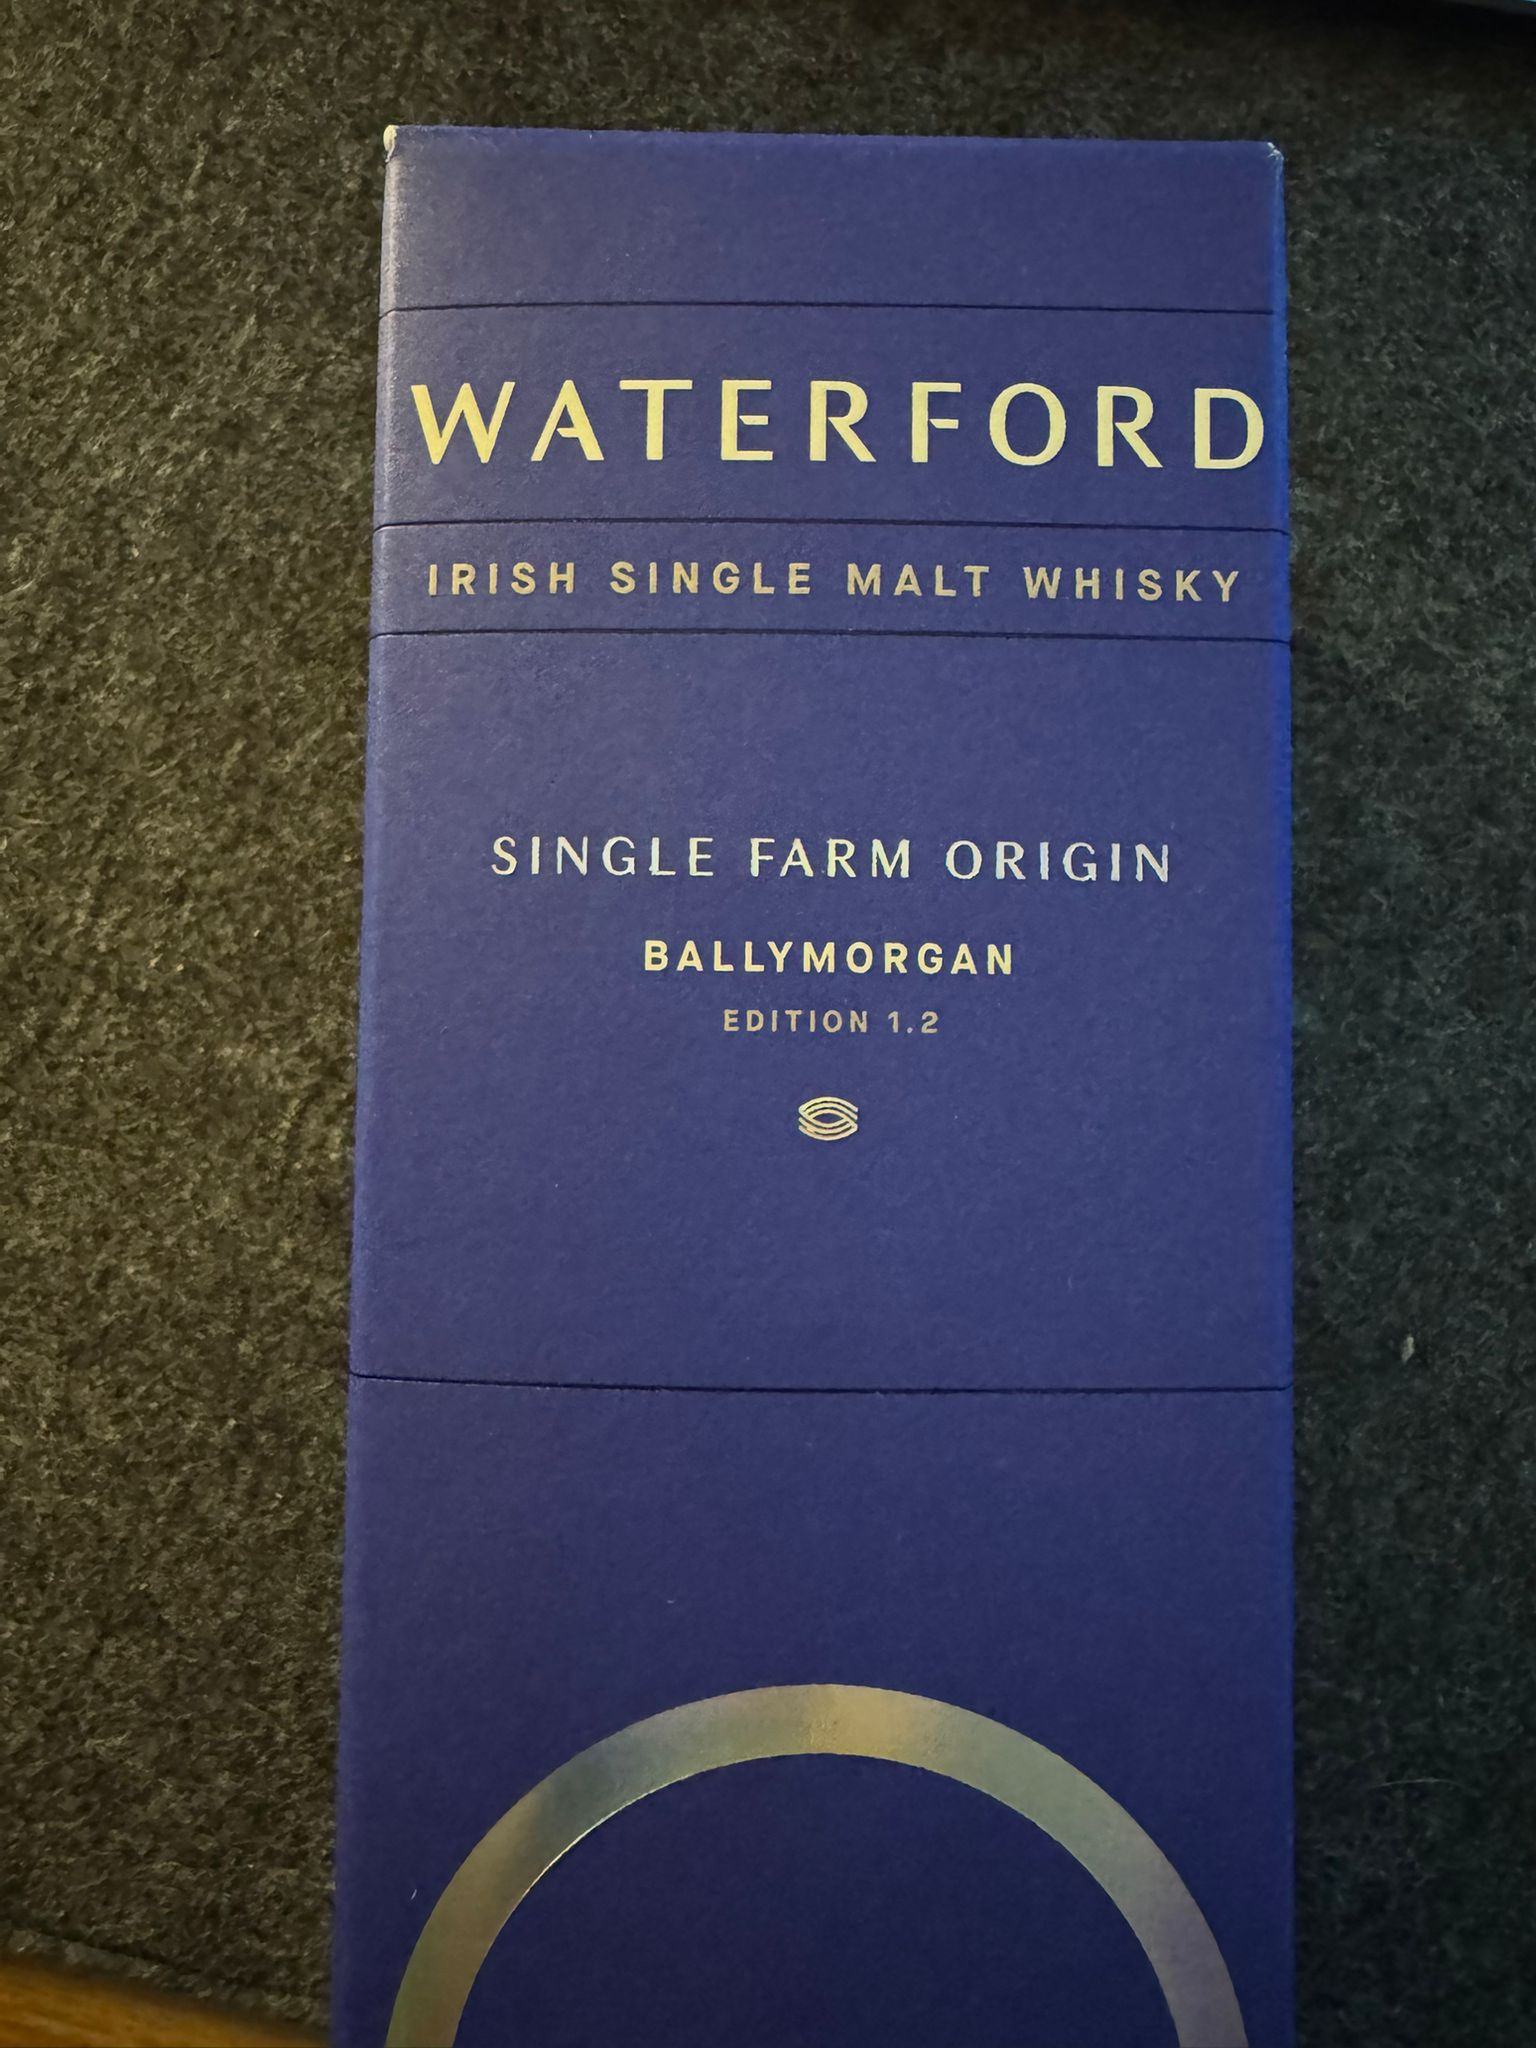 WATERFORD
IRISH SINGLE MALT WHISKY
SINGLE FARM ORIGIN
BALLYMORGAN
EDITION 1.2